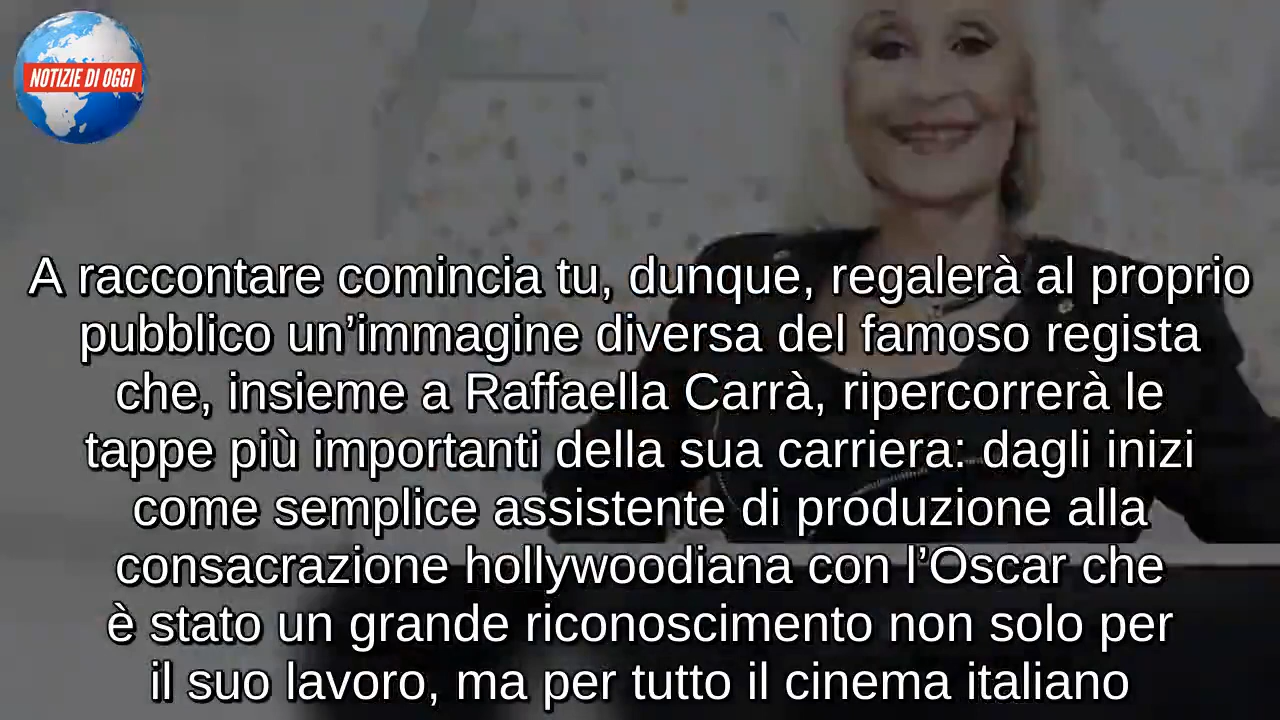 NOTIZIE DI OGGI
A raccontare comincia tu, dunque, regalerà al proprio
pubblico un’immagine diversa del famoso regista
che, insieme a Raffaella Carrà, ripercorrerà le
tappe più importanti della sua carriera: dagli inizi
come semplice assistente di produzione alla
consacrazione hollywoodiana con l’Oscar che
è stato un grande riconoscimento non solo per
il suo lavoro, ma per tutto il cinema italiano